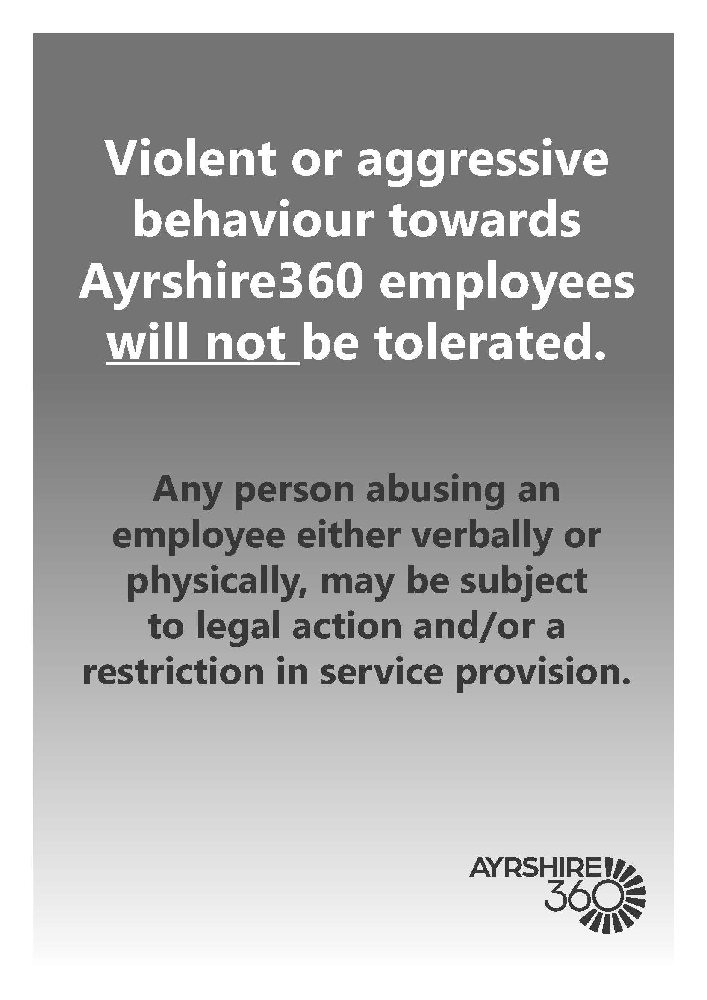 Violent or aggressive
behaviour towards
Ayrshire360 employees
will not be tolerated.
Any person abusing an
employee either verbally or
physically, may be subject
to legal action and/or a
restriction in service provision.
AYRSHIRE
360